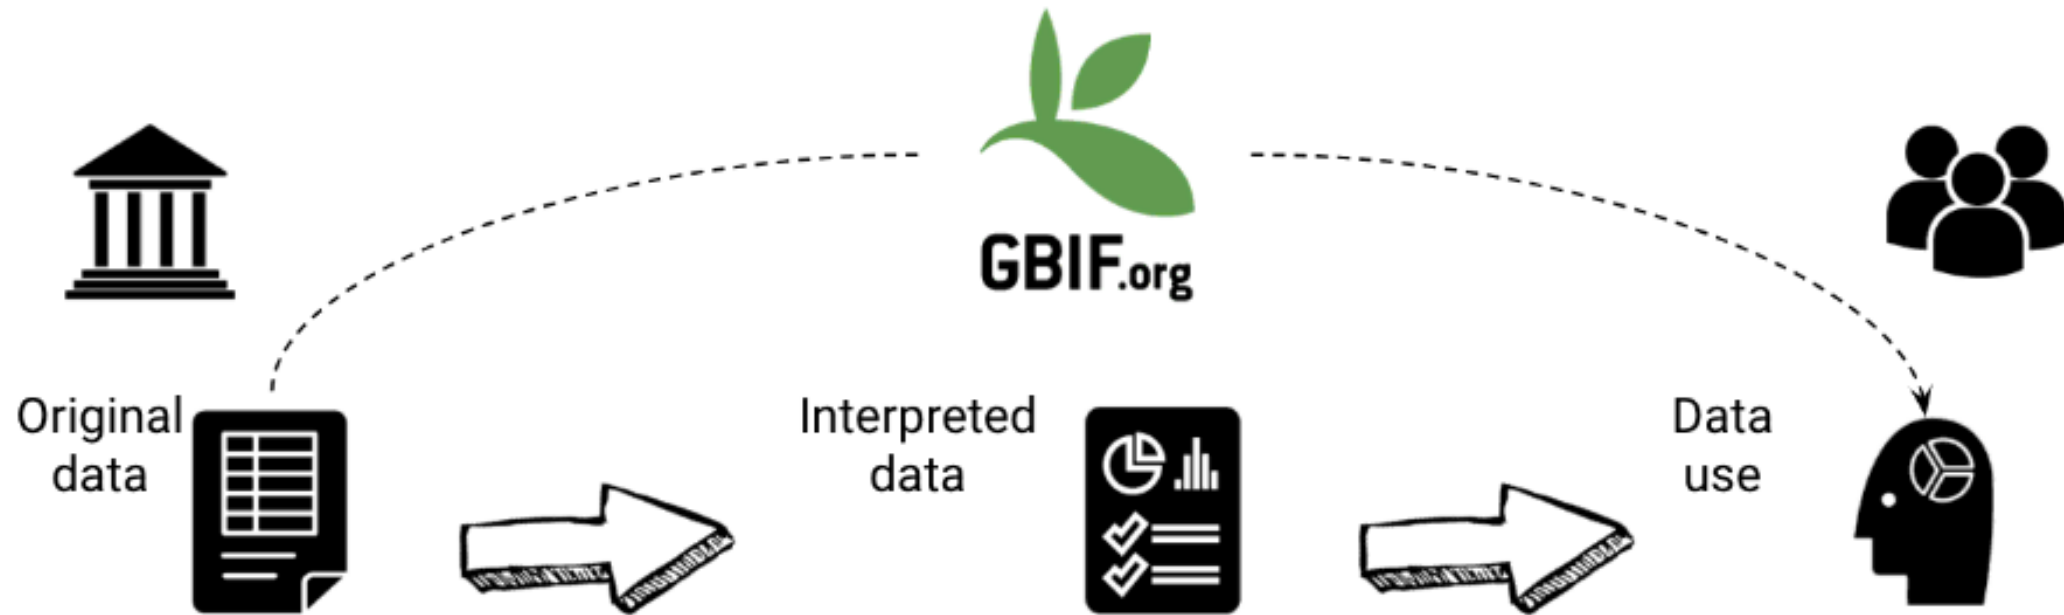 GBIF.org
Original
data
Interpreted
data
Data
use